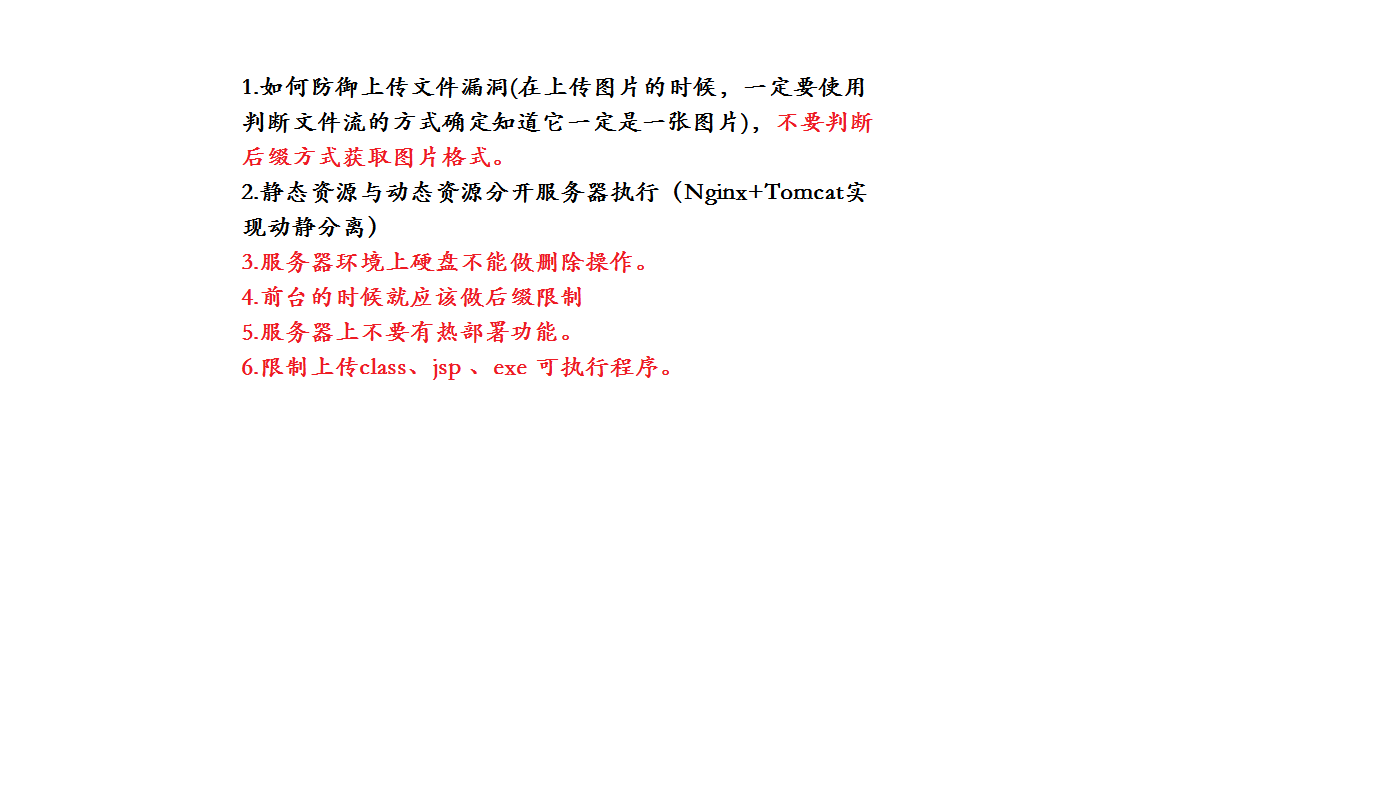 1.如何防御上传文件漏洞(在上传图片的时候，一定要使用
判断文件流的方式确定知道它一定是一张图片)，不要判断
后缀方式获取图片格式。
2.静态资源与动态资源分开服务器执行（Nginx+Tomcat实
现动静分离）
3.服务器环境上硬盘不能做删除操作。
4.前台的时候就应该做后缀限制
5.服务器上不要有热部署功能。
6.限制上传class、jsp 、exe 可执行程序。